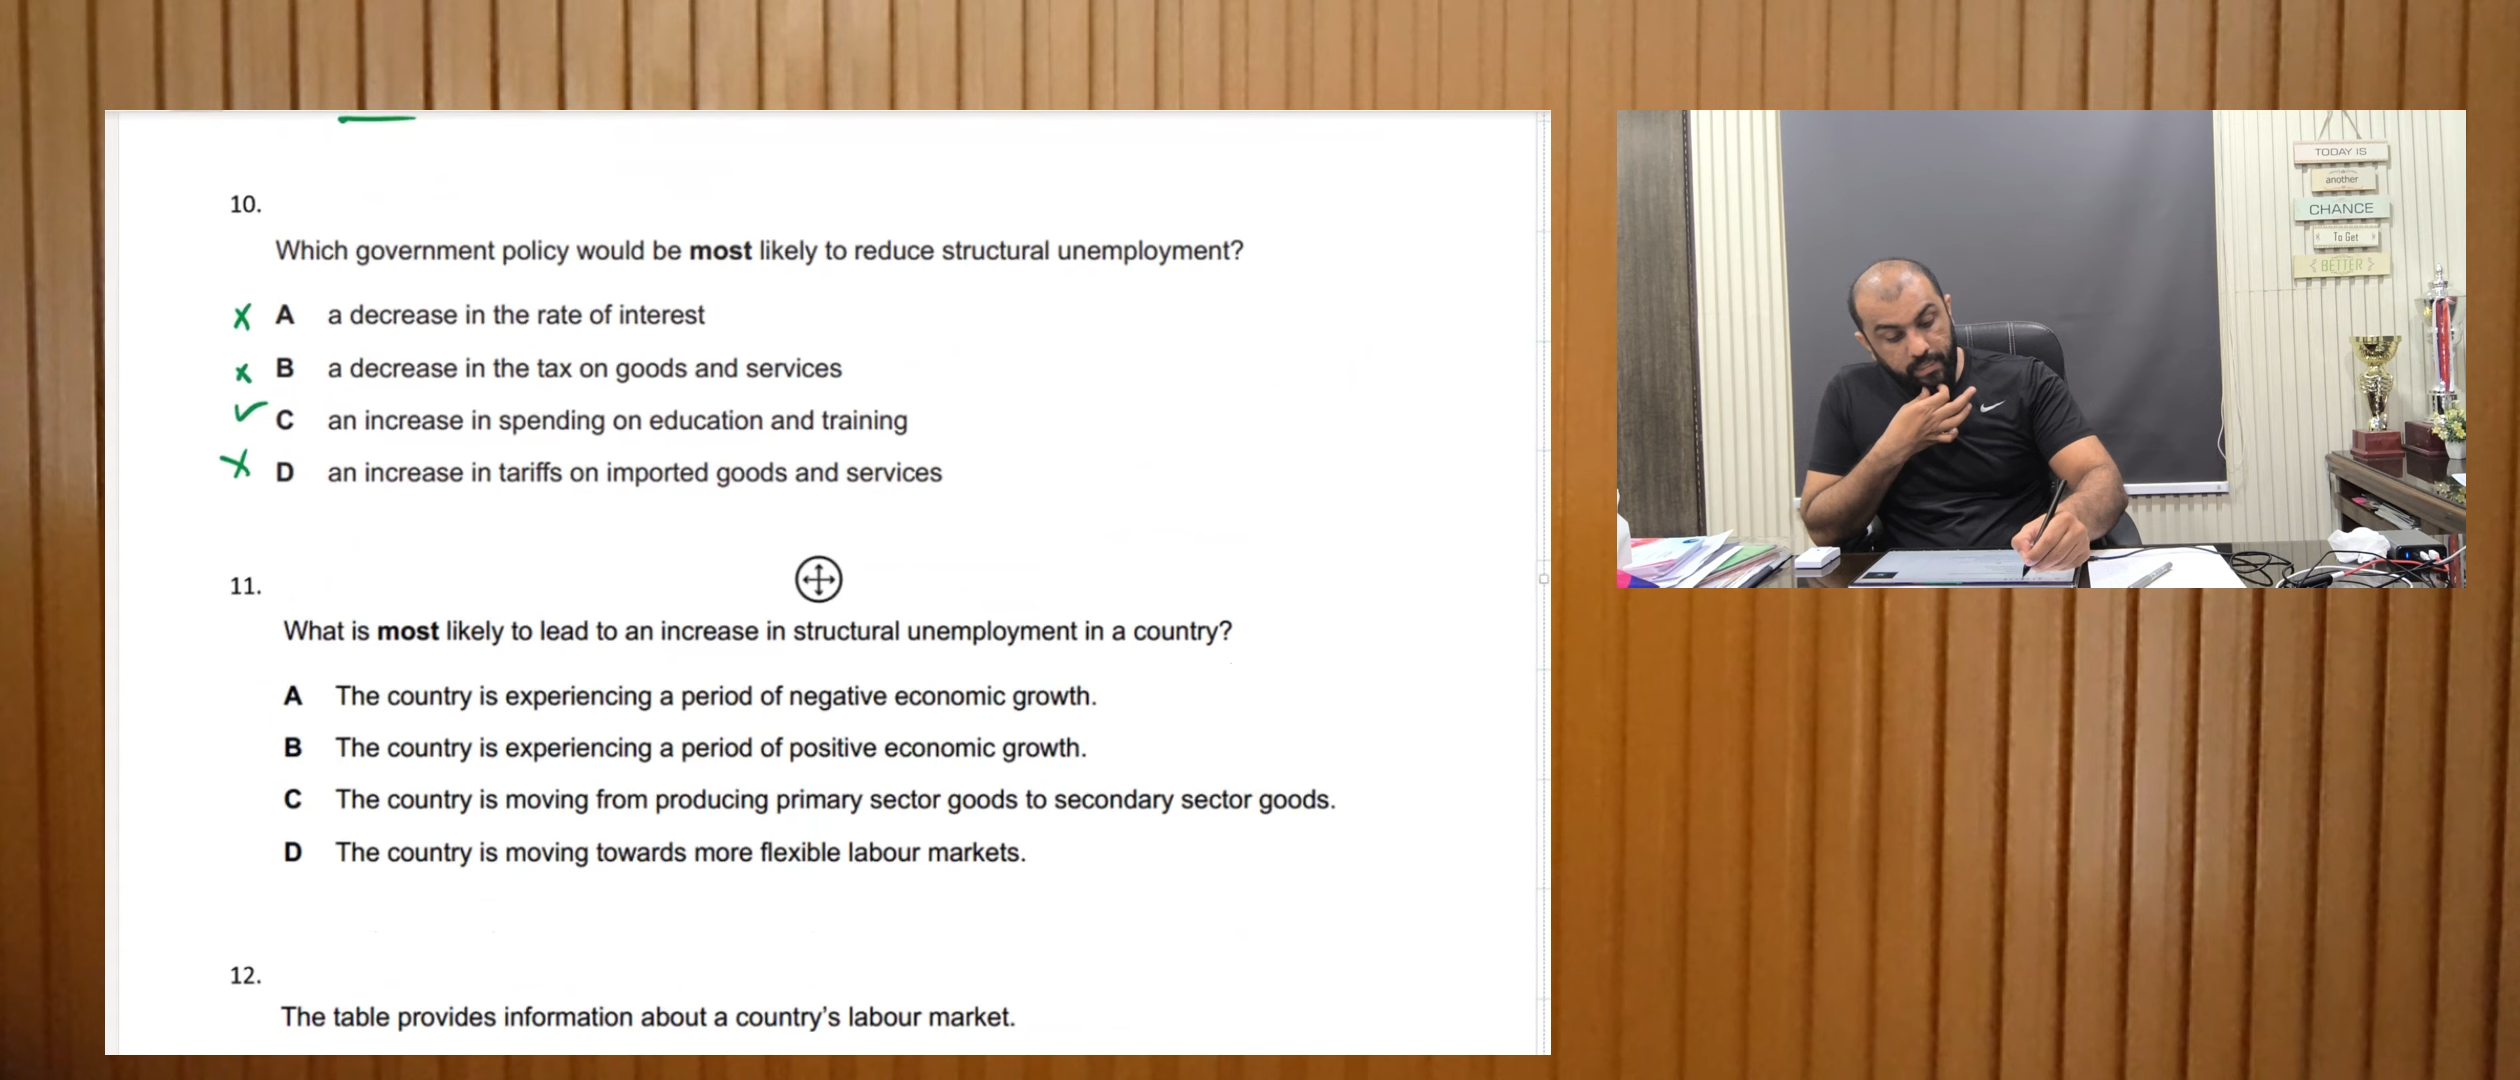 10.
Which government policy would be most likely to reduce structural unemployment?
A a decrease in the rate of interest
B a decrease in the tax on goods and services
C an increase in spending on education and training
D an increase in tariffs on imported goods and services
11.
What is most likely to lead to an increase in structural unemployment in a country?
A The country is experiencing a period of negative economic growth.
B The country is experiencing a period of positive economic growth.
C The country is moving from producing primary sector goods to secondary sector goods.
D The country is moving towards more flexible labour markets.
12.
The table provides information about a country's labour market.
TODAY IS
another
CHANCE
To Get
BETTER